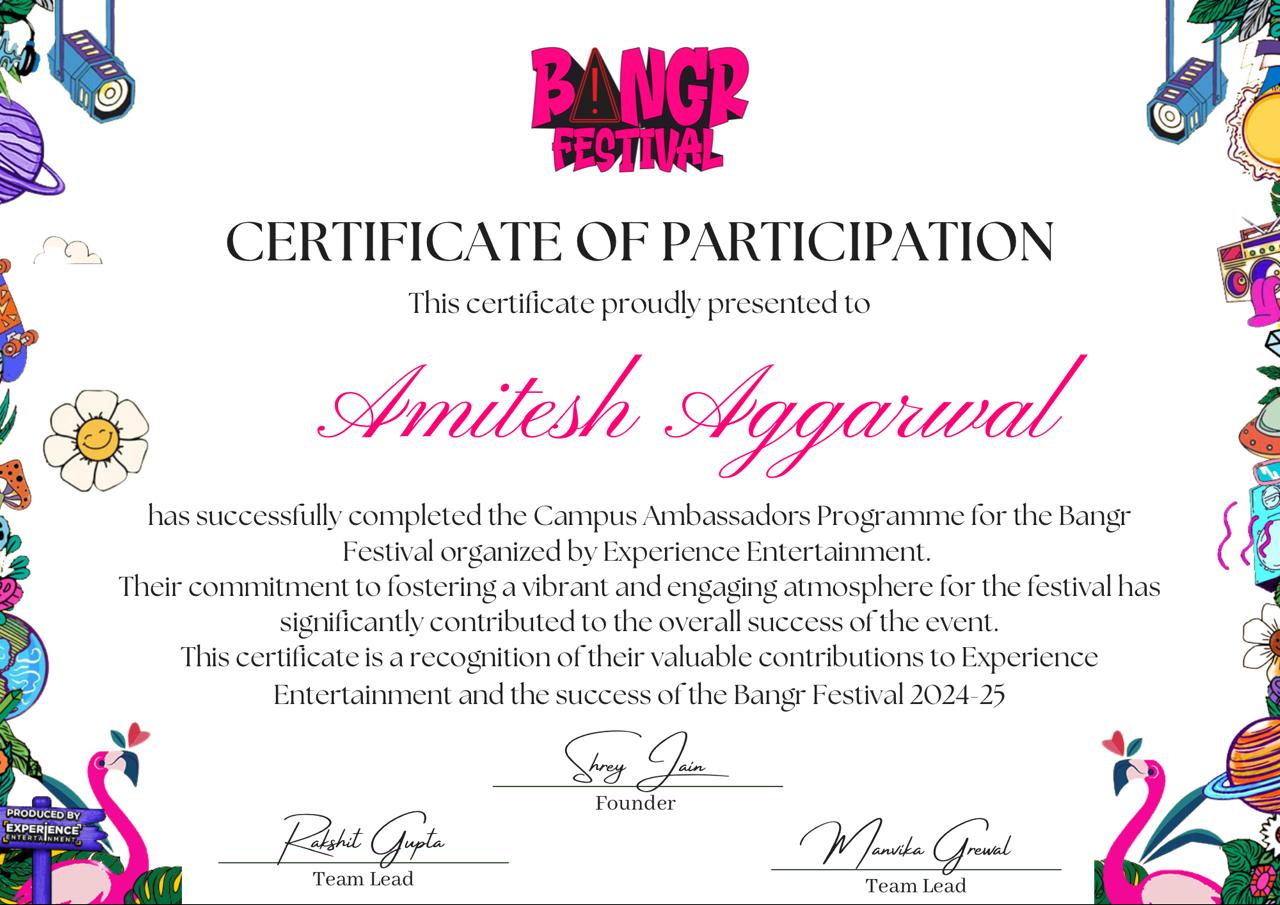 BANGR
FESTIVAL
CERTIFICATE OF PARTICIPATION
This certificate proudly presented to
Amitesh Aggarwal
has successfully completed the Campus Ambassadors Programme for the Bangr
Festival organized by Experience Entertainment.
Their commitment to fostering a vibrant and engaging atmosphere for the festival has
significantly contributed to the overall success of the event.
This certificate is a recognition of their valuable contributions to Experience
Entertainment and the success of the Bangr Festival 2024-25
Shrey Jain
Founder
PRODUCED BY
EXPERIENCE
ENTERTAINMENT
Rakshit Gupta
Team Lead
Manvika Grewal
Team Lead